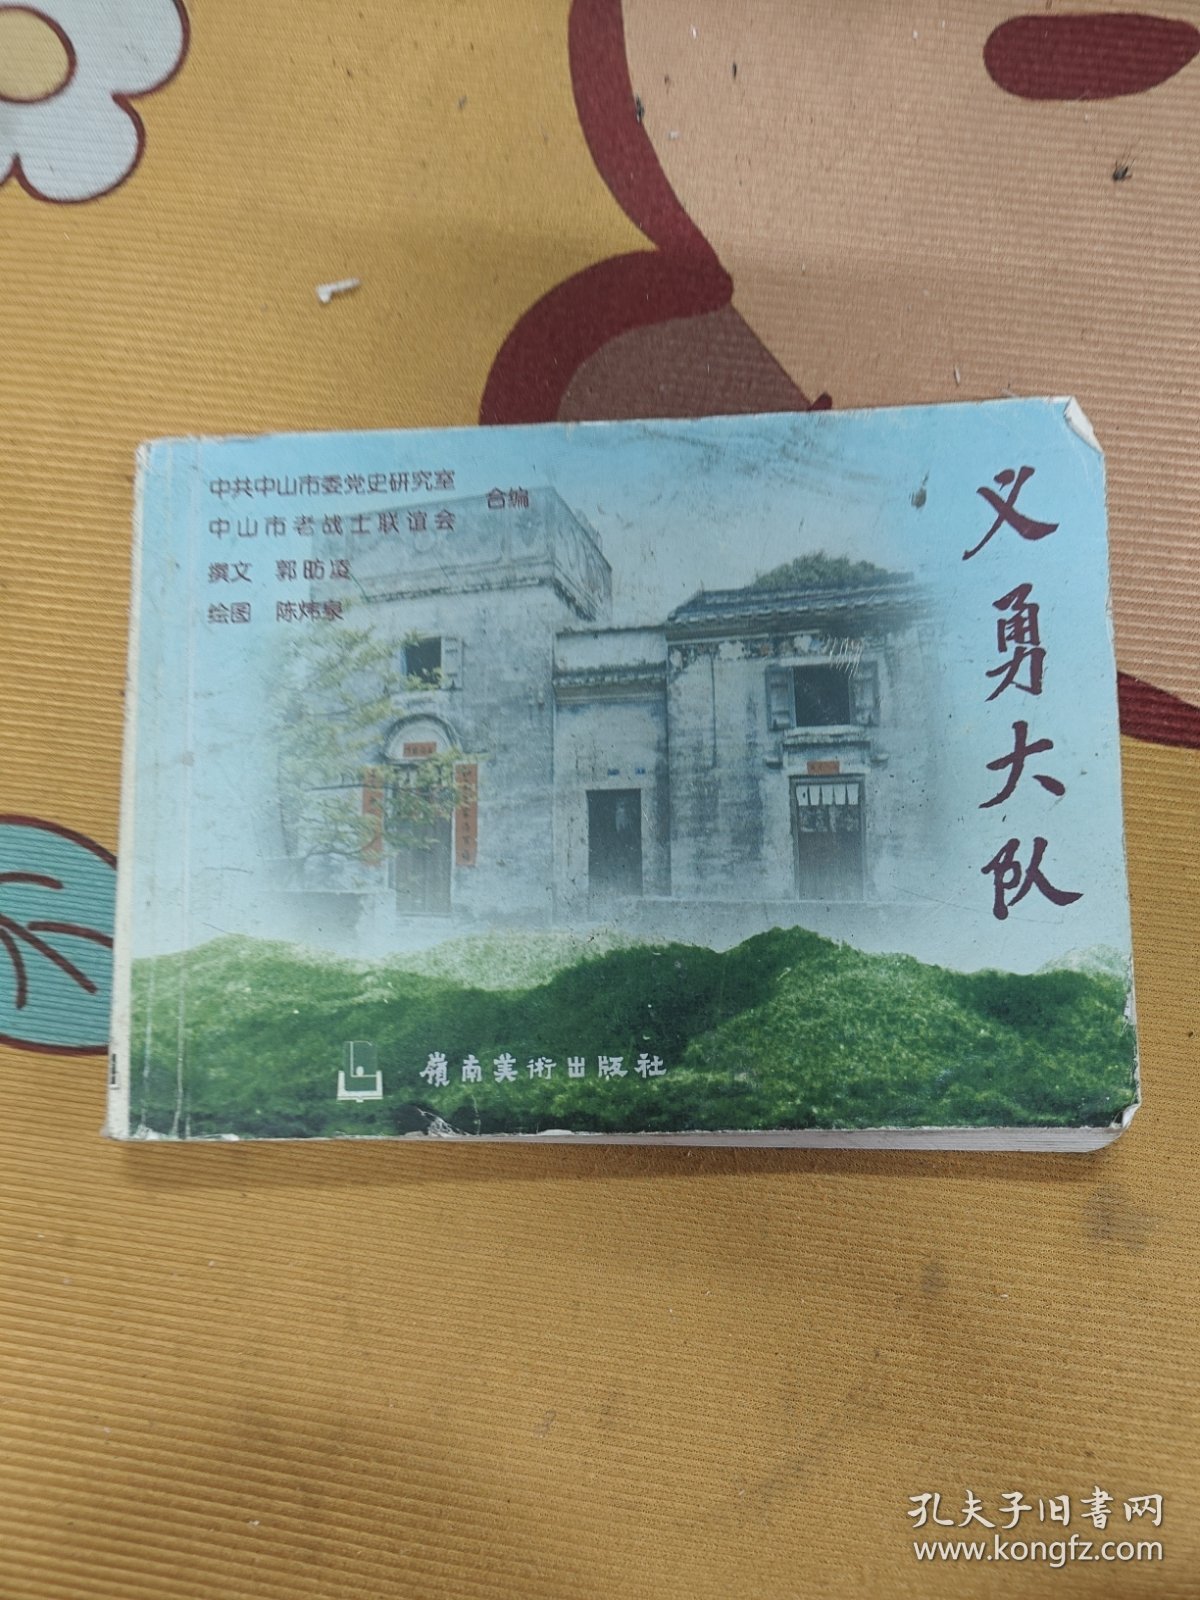 中共中山市委党史研究室
中山市老战士联谊会
合编
撰文 郭昉凌
绘图 陈炜泉
义勇大队
嶺南美術出版社
孔夫子旧書网
www.kongfz.com